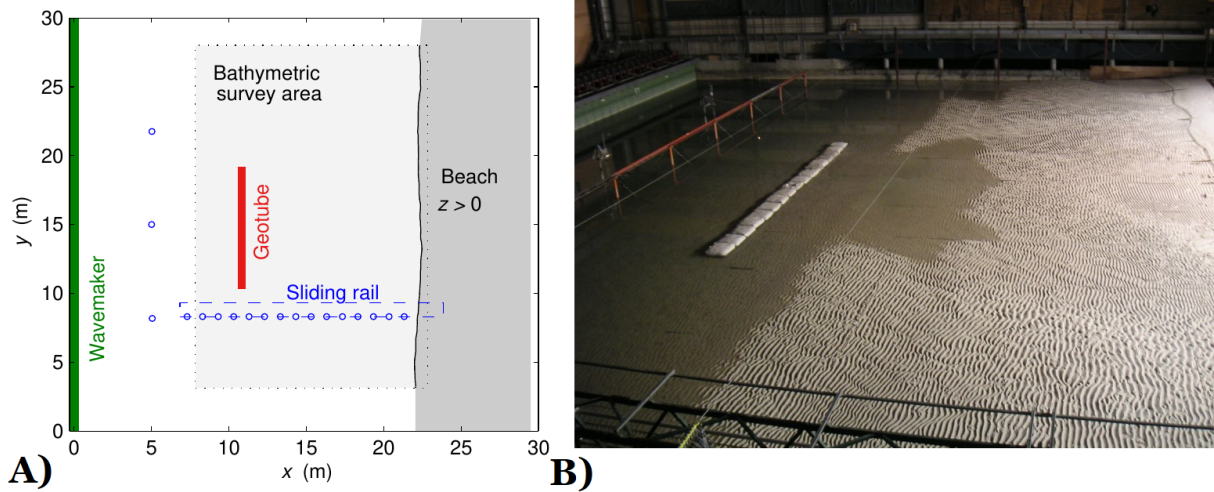 30
25
20
15
10
5
0
y (m)
Wavemaker
Bathymetric
survey area
Geotube
Sliding rail
Beach
z > 0
0 5 10 15 20 25 30
x (m)
A)
B)